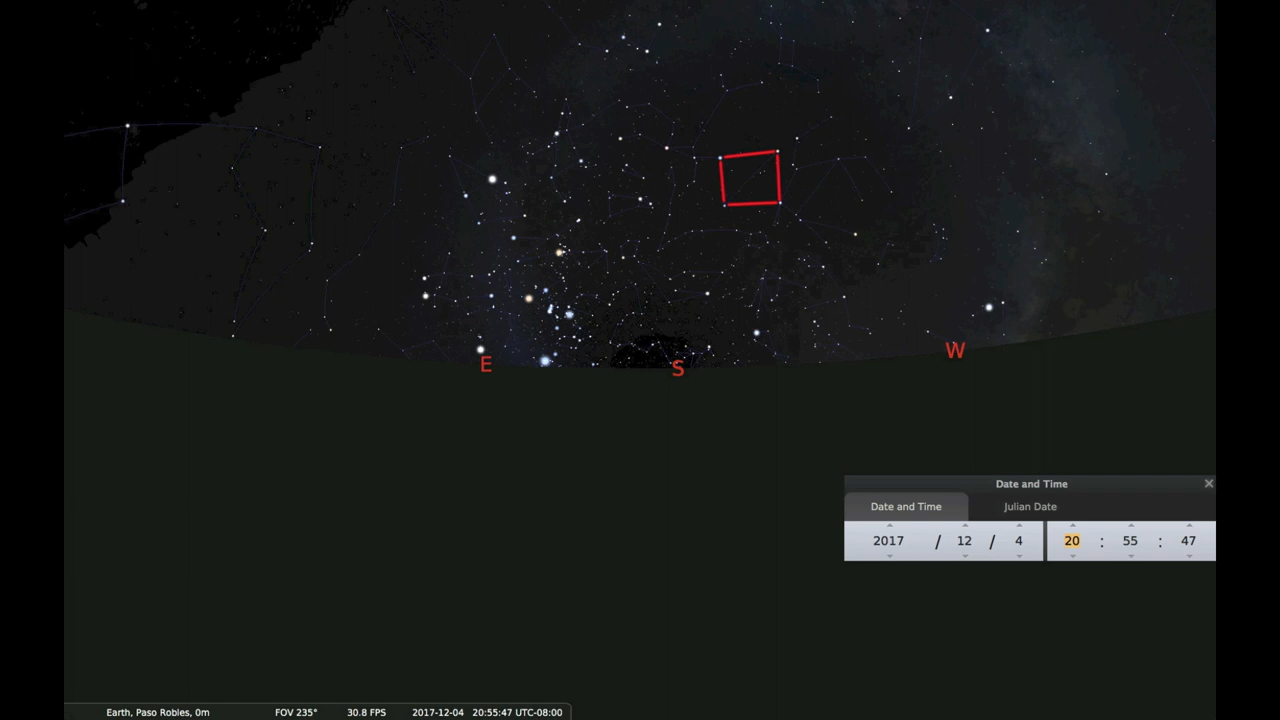 E
S
W
Date and Time
Date and Time Julian Date
2017 / 12 / 4 20 : 55 : 47
Earth, Paso Robles, 0m FOV 235° 30.8 FPS 2017-12-04 20:55:47 UTC-08:00